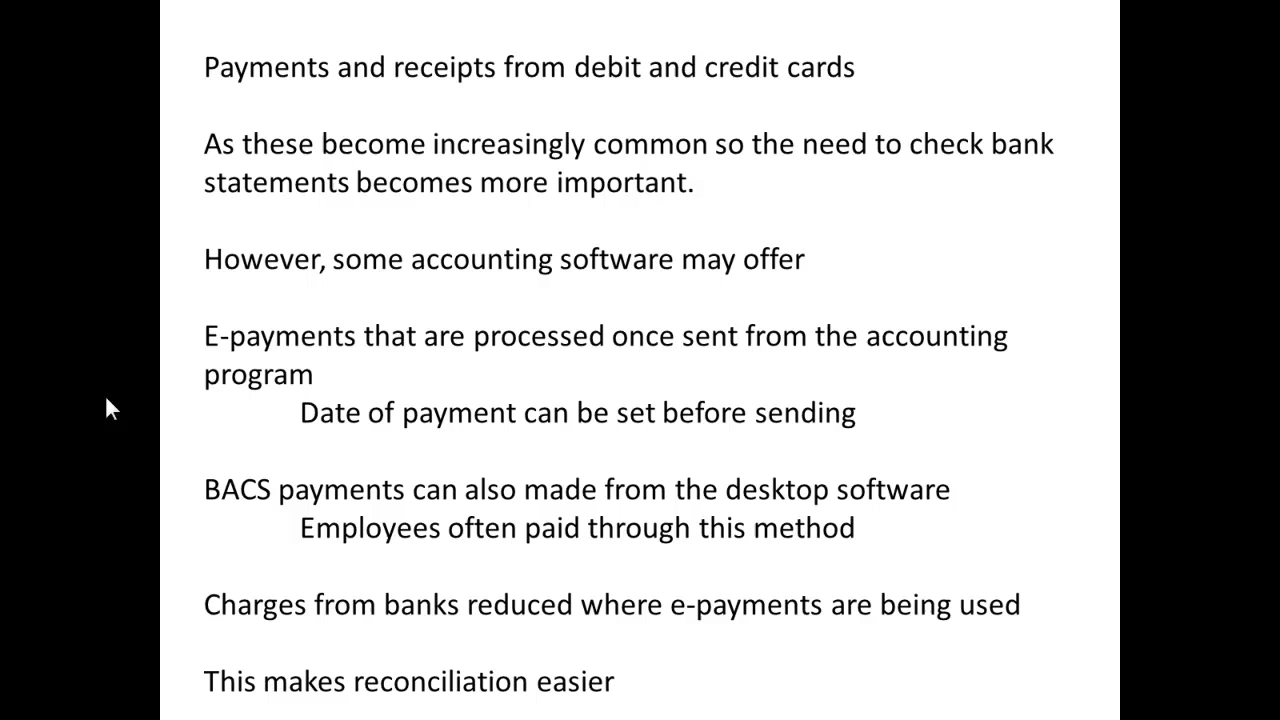 Payments and receipts from debit and credit cards
As these become increasingly common so the need to check bank
statements becomes more important.
However, some accounting software may offer
E-payments that are processed once sent from the accounting
program
Date of payment can be set before sending
BACS payments can also made from the desktop software
Employees often paid through this method
Charges from banks reduced where e-payments are being used
This makes reconciliation easier